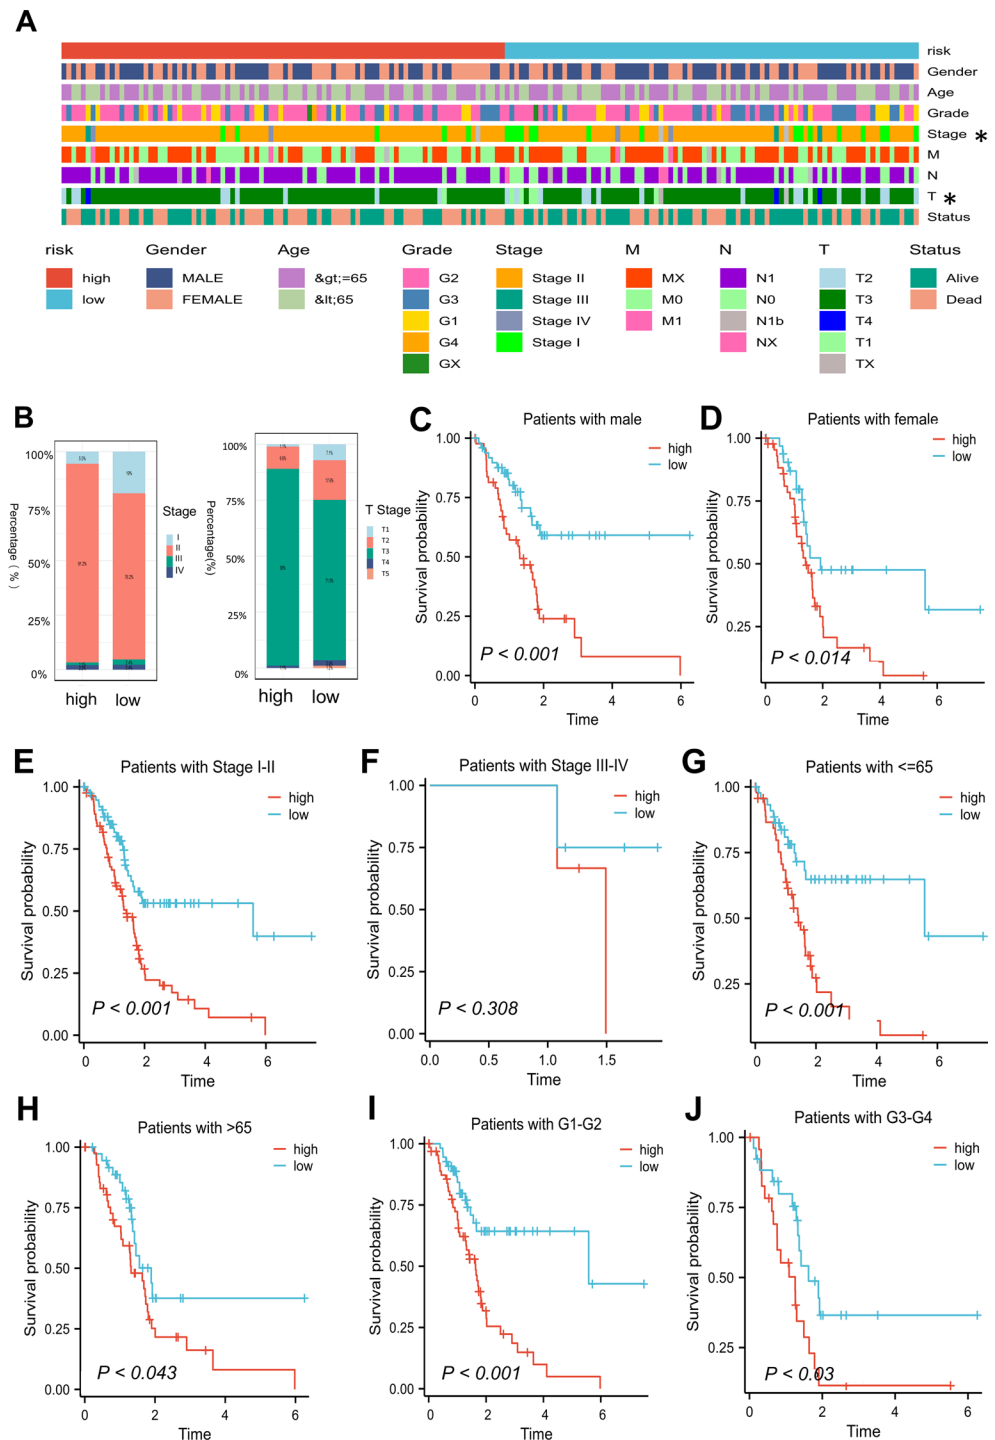 A
risk
Gender
Age
Grade
Stage *
M
N
T *
Status
risk Gender Age Grade Stage M N T Status
high MALE &gt;=65 G2 Stage II MX N1 T2 Alive
low FEMALE &lt;65 G3 Stage III M0 N0 T3 Dead
G1 Stage IV M1 N1b T4
G4 Stage I NX T1
GX TX
B
100%
75%
50%
25%
0%
Percentage ( % )
high low
Stage
I
II
III
IV
100%
75%
50%
25%
0%
Percentage(%)
high low
T Stage
T1
T2
T3
T4
T5
C
Patients with male
high
low
1.00
0.75
0.50
0.25
0.00
Survival probability
P < 0.001
0 2 4 6
Time
D
Patients with female
high
low
1.00
0.75
0.50
0.25
Survival probability
P < 0.014
0 2 4 6
Time
E
Patients with Stage I-II
high
low
1.00
0.75
0.50
0.25
0.00
Survival probability
P < 0.001
0 2 4 6
Time
F
Patients with Stage III-IV
high
low
1.00
0.75
0.50
0.25
0.00
Survival probability
P < 0.308
0.0 0.5 1.0 1.5
Time
G
Patients with <=65
high
low
1.00
0.75
0.50
0.25
Survival probability
P < 0.001
0 2 4 6
Time
H
Patients with >65
high
low
1.00
0.75
0.50
0.25
0.00
Survival probability
P < 0.043
0 2 4 6
Time
I
Patients with G1-G2
high
low
1.00
0.75
0.50
0.25
0.00
Survival probability
P < 0.001
0 2 4 6
Time
J
Patients with G3-G4
high
low
1.00
0.75
0.50
0.25
Survival probability
P < 0.03
0 2 4 6
Time